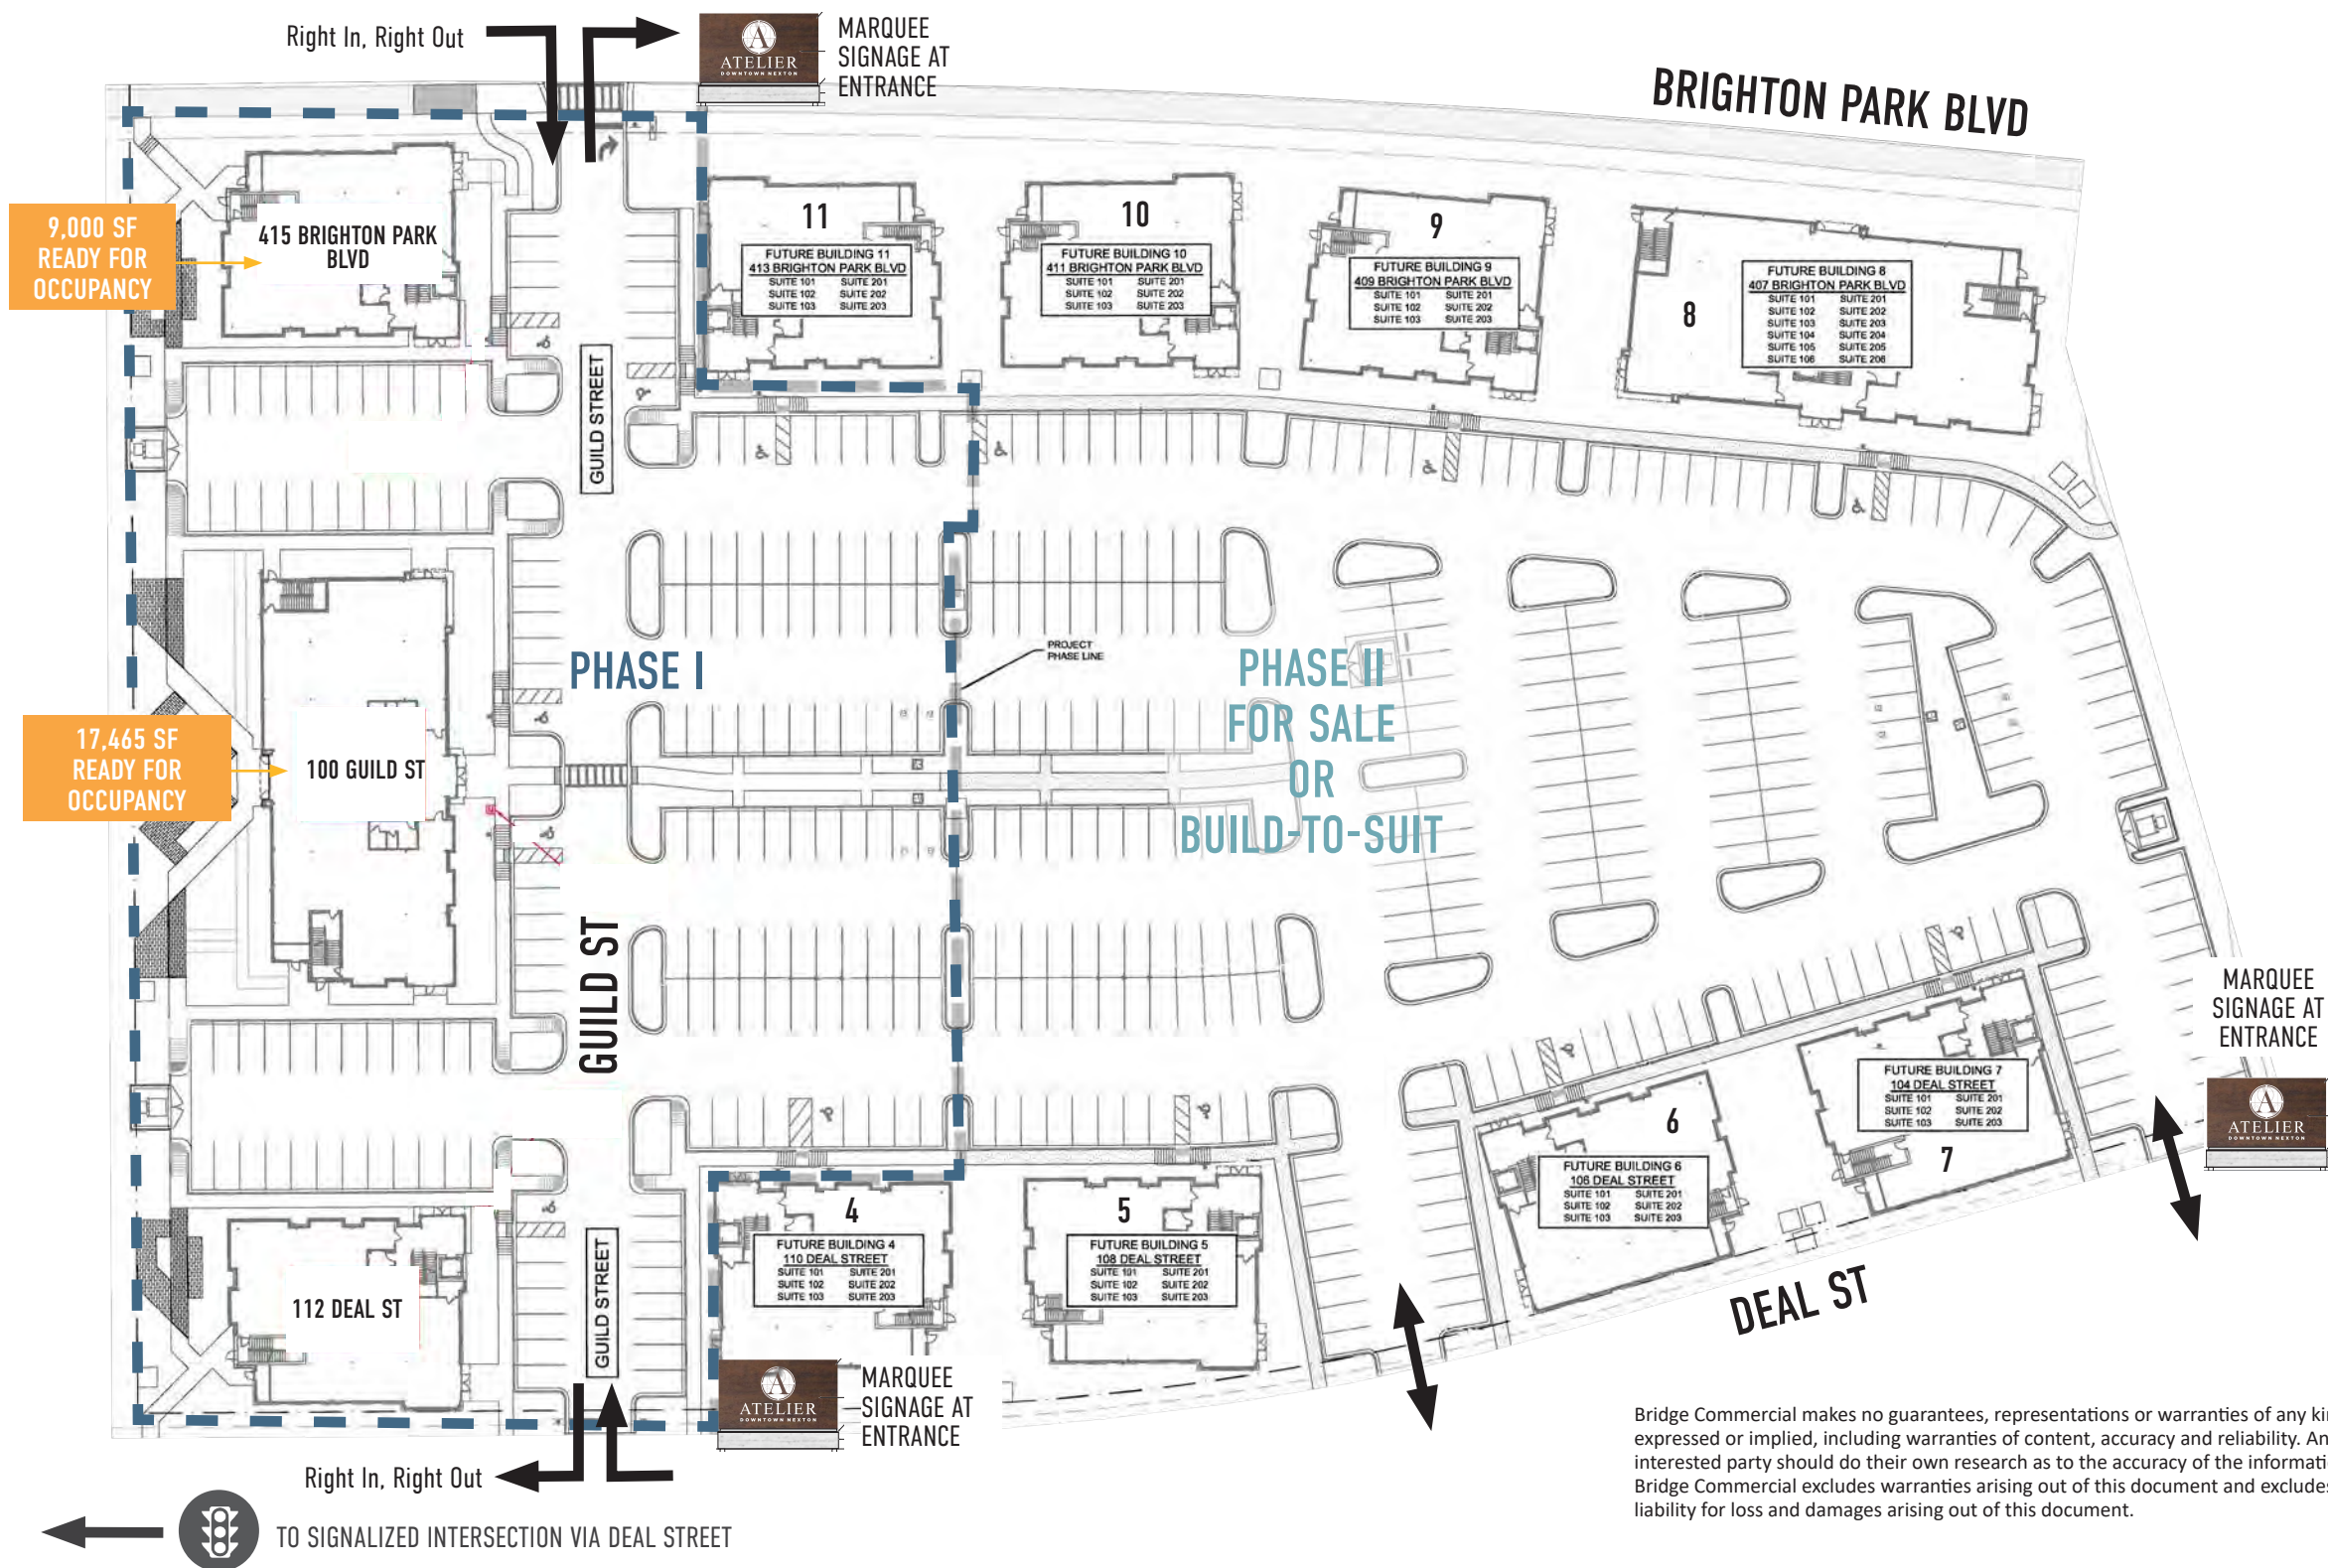 Right In, Right Out
ATELIER
DOWNTOWN NEXTON
MARQUEE
SIGNAGE AT
ENTRANCE
BRIGHTON PARK BLVD
9,000 SF
READY FOR
OCCUPANCY
415 BRIGHTON PARK
BLVD
11
FUTURE BUILDING 11
413 BRIGHTON PARK BLVD
SUITE 101 SUITE 201
SUITE 102 SUITE 202
SUITE 103 SUITE 203
10
FUTURE BUILDING 10
411 BRIGHTON PARK BLVD
SUITE 101 SUITE 201
SUITE 102 SUITE 202
SUITE 103 SUITE 203
9
FUTURE BUILDING 9
409 BRIGHTON PARK BLVD
SUITE 101 SUITE 201
SUITE 102 SUITE 202
SUITE 103 SUITE 203
8
FUTURE BUILDING 8
407 BRIGHTON PARK BLVD
SUITE 101 SUITE 201
SUITE 102 SUITE 202
SUITE 103 SUITE 203
SUITE 104 SUITE 204
SUITE 105 SUITE 205
SUITE 106 SUITE 206
GUILD STREET
PHASE I
PROJECT
PHASE LINE
PHASE II
FOR SALE
OR
BUILD-TO-SUIT
17,465 SF
READY FOR
OCCUPANCY
100 GUILD ST
GUILD ST
MARQUEE
SIGNAGE AT
ENTRANCE
ATELIER
DOWNTOWN NEXTON
FUTURE BUILDING 7
104 DEAL STREET
SUITE 101 SUITE 201
SUITE 102 SUITE 202
SUITE 103 SUITE 203
7
6
FUTURE BUILDING 6
106 DEAL STREET
SUITE 101 SUITE 201
SUITE 102 SUITE 202
SUITE 103 SUITE 203
4
FUTURE BUILDING 4
110 DEAL STREET
SUITE 101 SUITE 201
SUITE 102 SUITE 202
SUITE 103 SUITE 203
5
FUTURE BUILDING 5
108 DEAL STREET
SUITE 101 SUITE 201
SUITE 102 SUITE 202
SUITE 103 SUITE 203
112 DEAL ST
GUILD STREET
DEAL ST
ATELIER
DOWNTOWN NEXTON
MARQUEE
SIGNAGE AT
ENTRANCE
Right In, Right Out
TO SIGNALIZED INTERSECTION VIA DEAL STREET
Bridge Commercial makes no guarantees, representations or warranties of any
expressed or implied, including warranties of content, accuracy and reliability.
interested party should do their own research as to the accuracy of the
Bridge Commercial excludes warranties arising out of this document and excludes
liability for loss and damages arising out of this document.